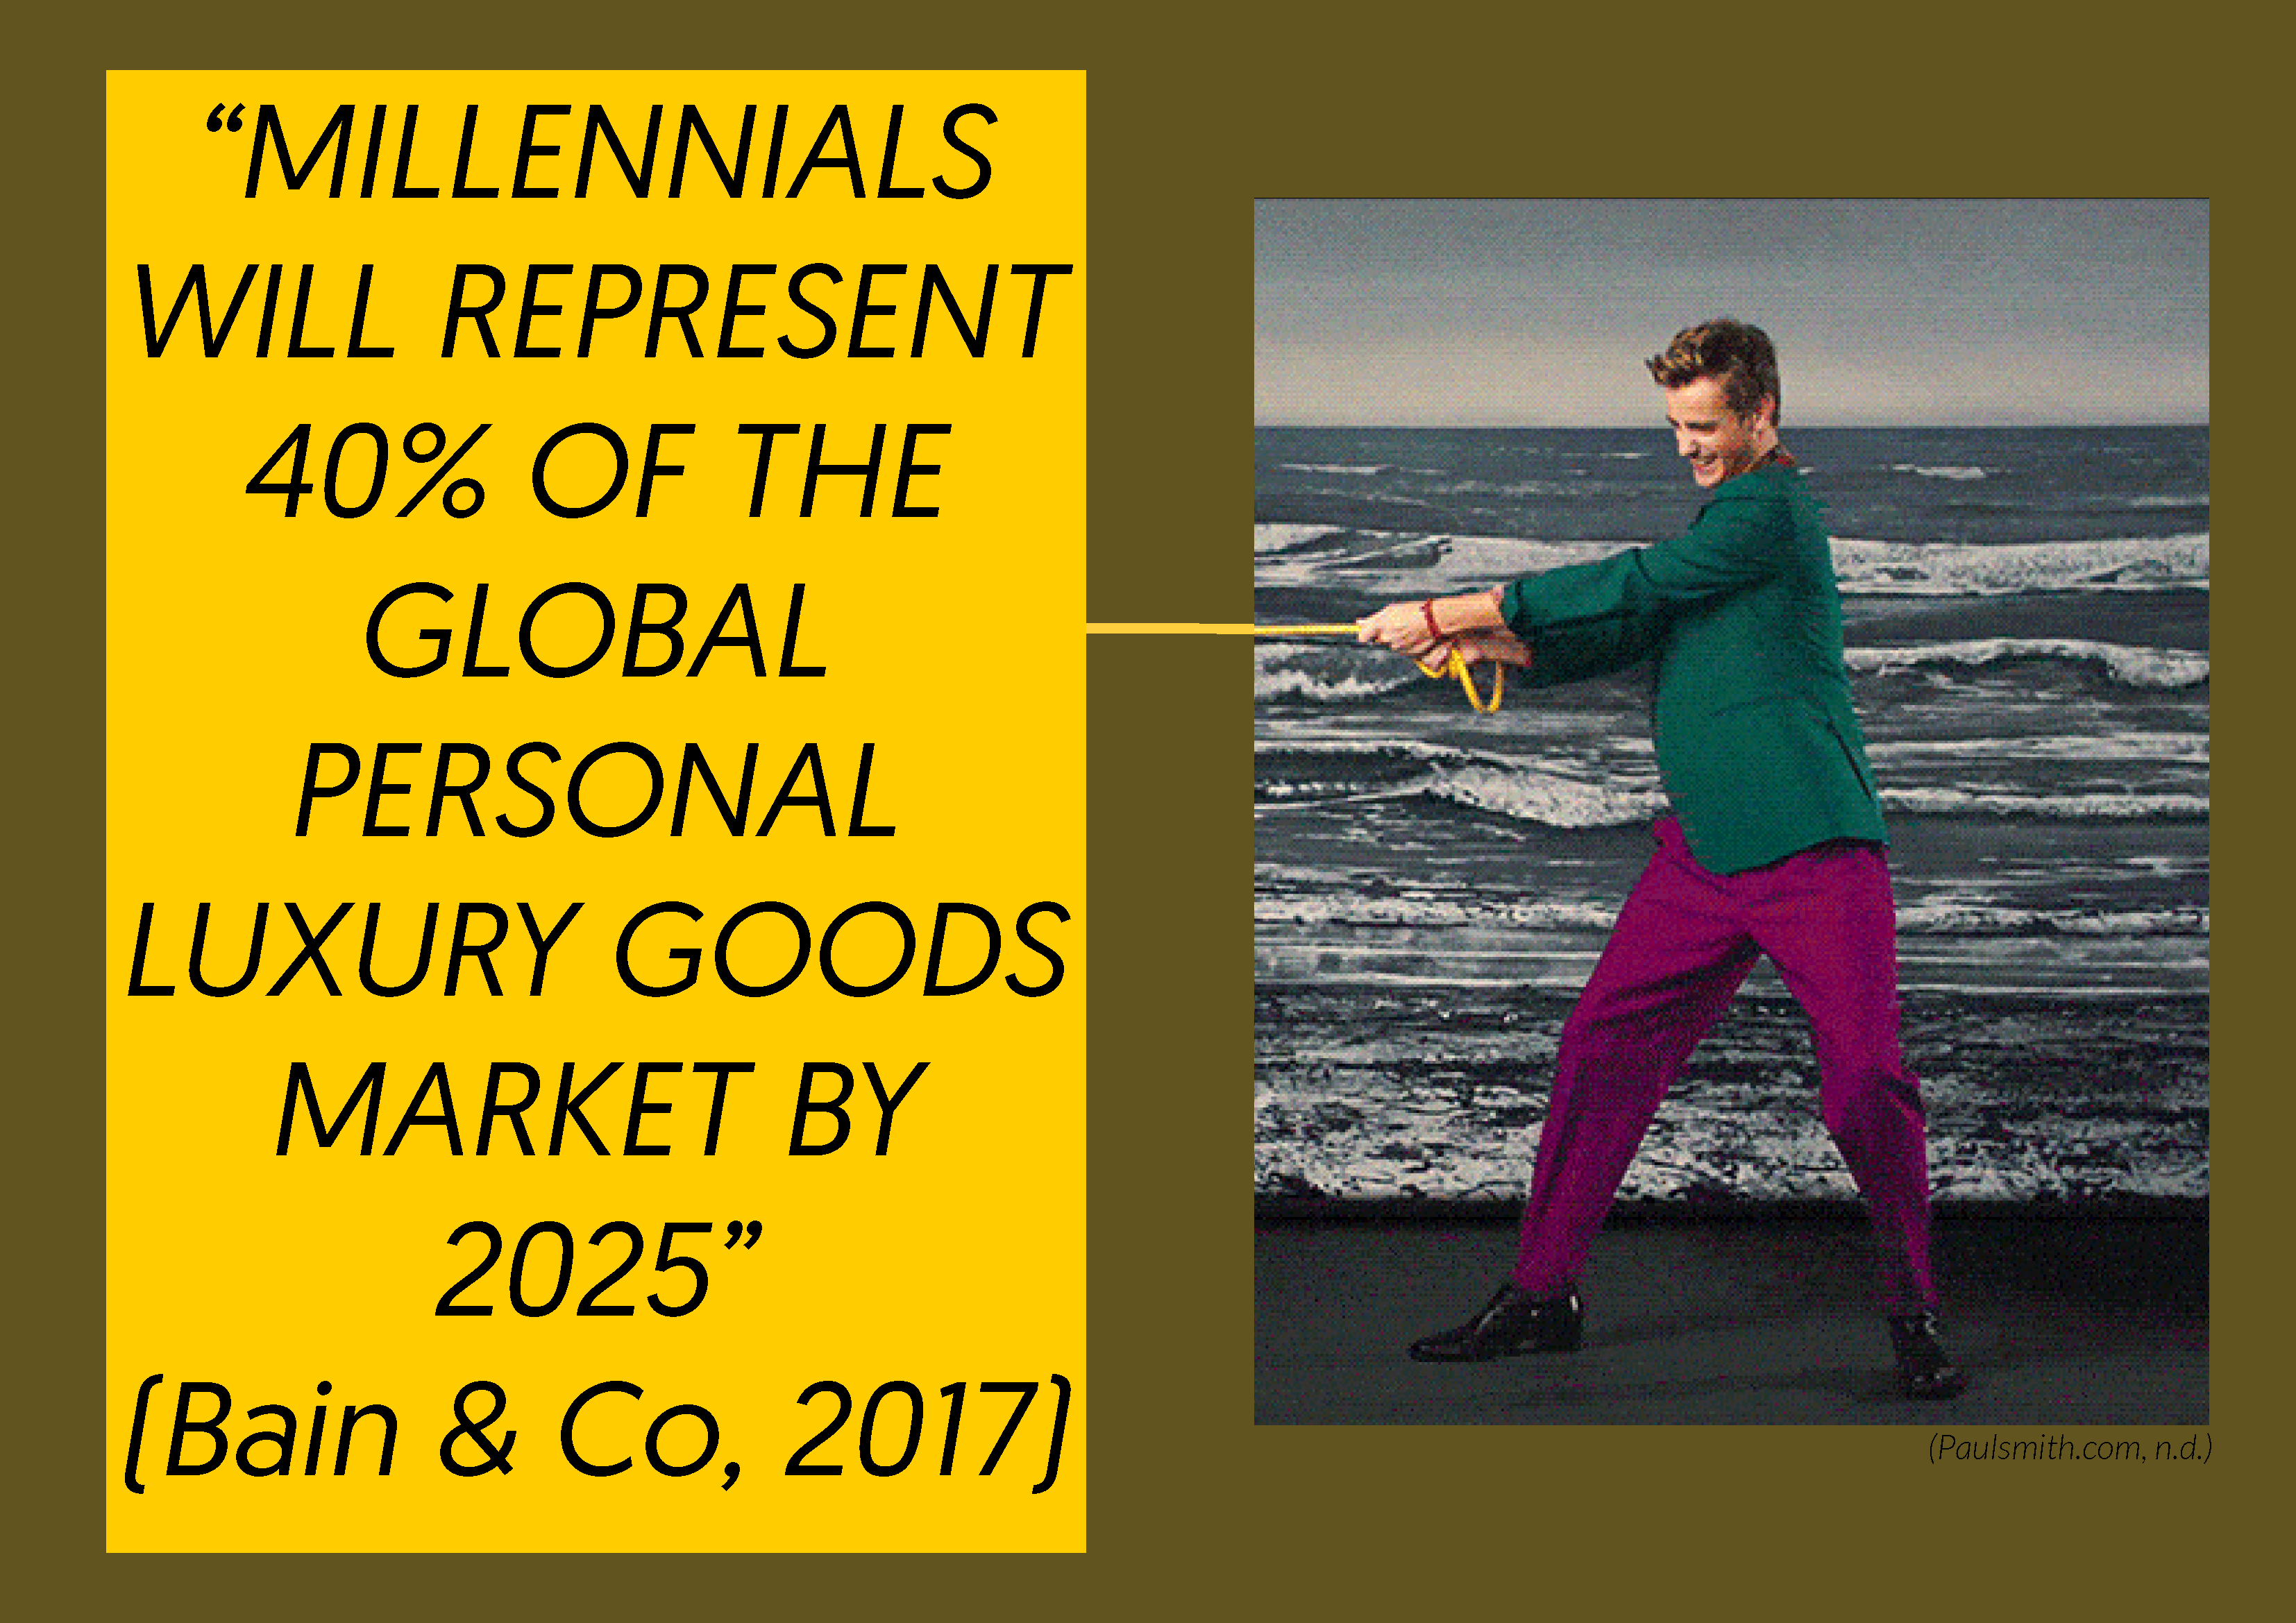 “MILLENNIALS
WILL REPRESENT
40% OF THE
GLOBAL
PERSONAL
LUXURY GOODS
MARKET BY
2025”
(Bain & Co, 2017)
(Paulsmith.com, n.d.)